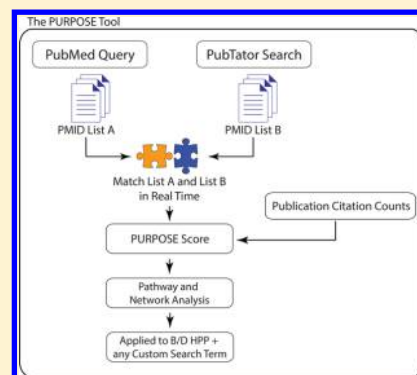 The PURPOSE Tool
PubMed Query
PubTator Search
PMID List A
PMID List B
Match List A and List B
in Real Time
Publication Citation Counts
PURPOSE Score
Pathway and
Network Analysis
Applied to B/D HPP +
any Custom Search Term